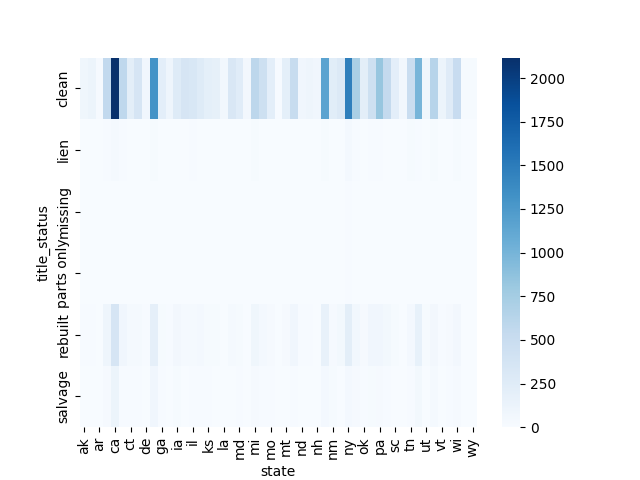 title_status
clean
lien
missing
parts only
rebuilt
salvage
2000
1750
1500
1250
1000
750
500
250
0
ak ar ca ct de ga ia il ks la md mi mo mt nd nh nm ny ok pa sc tn ut vt wi wy
state